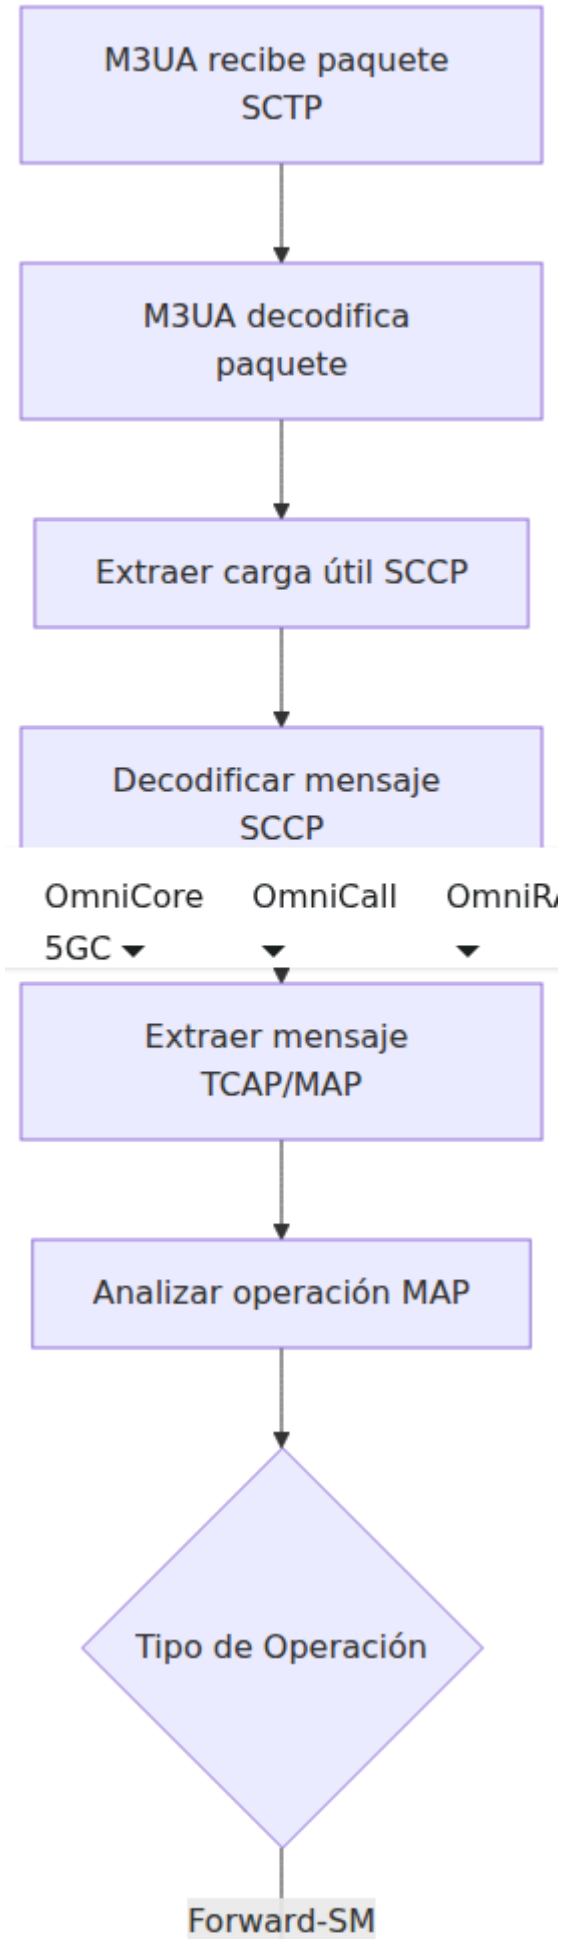 M3UA recibe paquete
SCTP
M3UA decodifica
paquete
Extraer carga útil SCCP
Decodificar mensaje
SCCP
OmniCore OmniCall
5GC
Extraer mensaje
TCAP/MAP
Analizar operación MAP
Tipo de Operación
Forward-SM